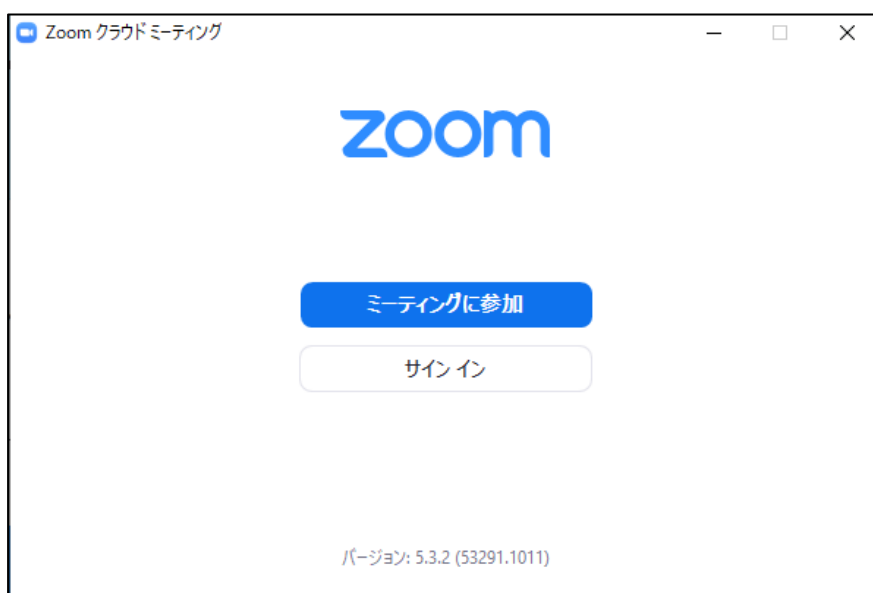 Zoom クラウド ミーティング
zoom
ミーティングに参加
サイン イン
バージョン: 5.3.2 (53291.1011)